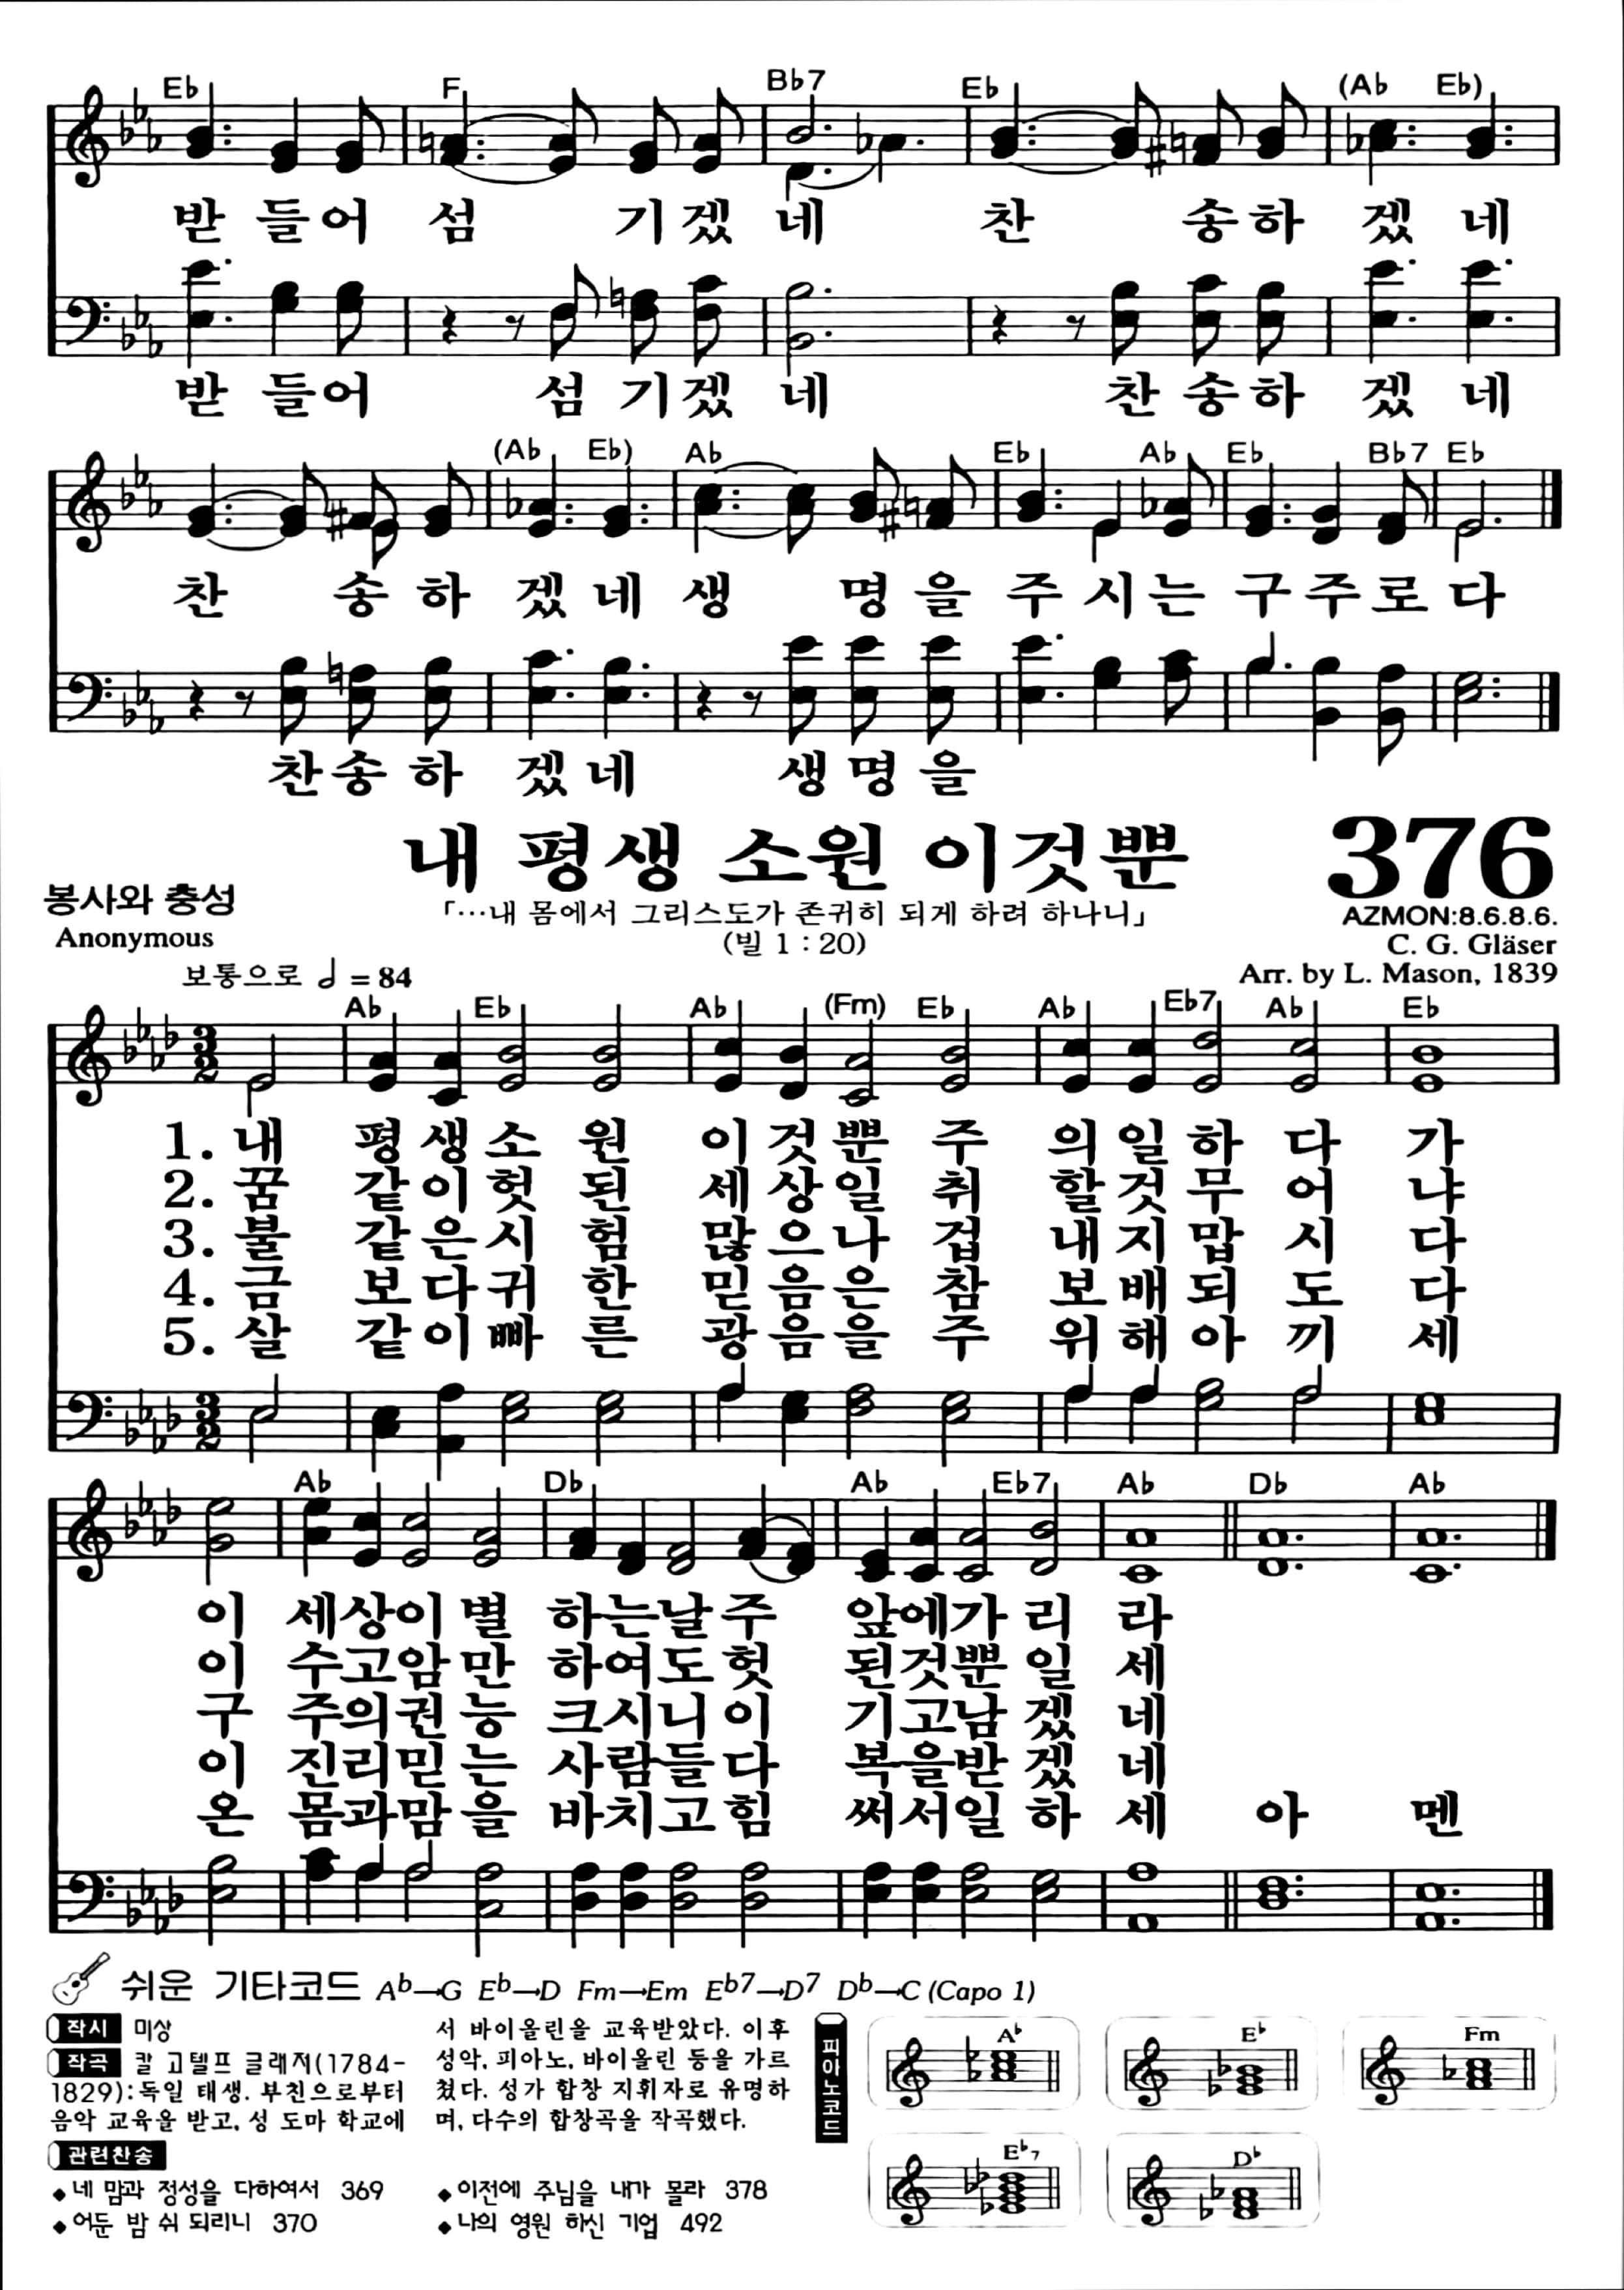 Eb F Bb7 Eb (Ab Eb)
받 들어 섬 기겠 네 찬 송하 겠 네
받 들어 섬 기겠 네 찬 송하 겠 네
(Ab Eb) Ab Eb Ab Eb Bb7 Eb
찬 송 하 겠 네 생 명 을 주 시 는 구 주 로 다
찬 송 하 겠 네 생 명 을
내 평생 소원 이것뿐 376
봉사와 충성
「…내 몸에서 그리스도가 존귀히 되게 하려 하나니」
AZMON:8.6.8.6.
Anonymous
(빌 1 : 20)
C. G. Gläser
보통으로 𝅗𝅥 = 84
Arr. by L. Mason, 1839
Ab Eb Ab (Fm) Eb Ab Eb7 Ab Eb
3 2
1. 내 평 생 소 원 이 것 뿐 주 의 일 하 다 가
2. 꿈 같 이 헛 된 세 상 일 취 할 것 무 어 냐
3. 불 같 은 시 험 많 으 나 겁 내 지 맙 시 다
4. 금 보 다 귀 한 믿 음 은 참 보 배 되 도 다
5. 살 같 이 빠 른 광 음 을 주 위 해 아 끼 세
3 2
Ab Db Ab Eb7 Ab Db Ab
이 세상이 별 하는날 주 앞에가 리 라
이 수고암 만 하여도 헛 된것뿐 일 세
구 주의권 능 크시니 이 기고남 겠 네
이 진리믿 는 사람들 다 복을받 겠 네
온 몸과맘 을 바치고 힘 써서일 하 세 아 멘
쉬운 기타코드 Ab→G Eb→D Fm→Em Eb7→D7 Db→C (Capo 1)
작시 미상
작곡 칼 고텔프 글래저(1784-
1829):독일 태생. 부친으로부터
음악 교육을 받고, 성 도마 학교에
서 바이올린을 교육받았다. 이후
성악, 피아노, 바이올린 등을 가르
쳤다. 성가 합창 지휘자로 유명하
며, 다수의 합창곡을 작곡했다.
관련찬송
◆네 맘과 정성을 다하여서 369
◆어둔 밤 쉬 되리니 370
◆이전에 주님을 내가 몰라 378
◆나의 영원 하신 기업 492
피아노코드
Ab Eb Fm
Eb7 Db